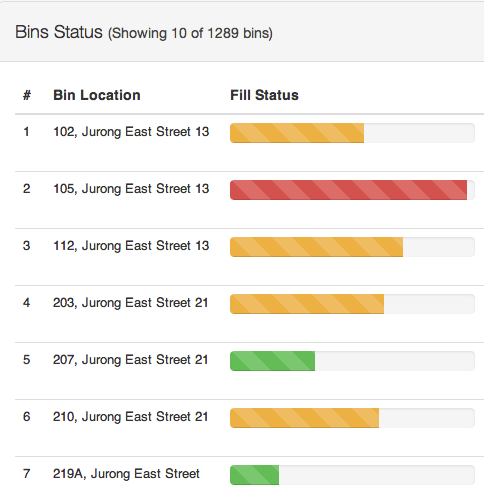 Bins Status (Showing 10 of 1289 bins)
# Bin Location Fill Status
1 102, Jurong East Street 13
2 105, Jurong East Street 13
3 112, Jurong East Street 13
4 203, Jurong East Street 21
5 207, Jurong East Street 21
6 210, Jurong East Street 21
7 219A, Jurong East Street